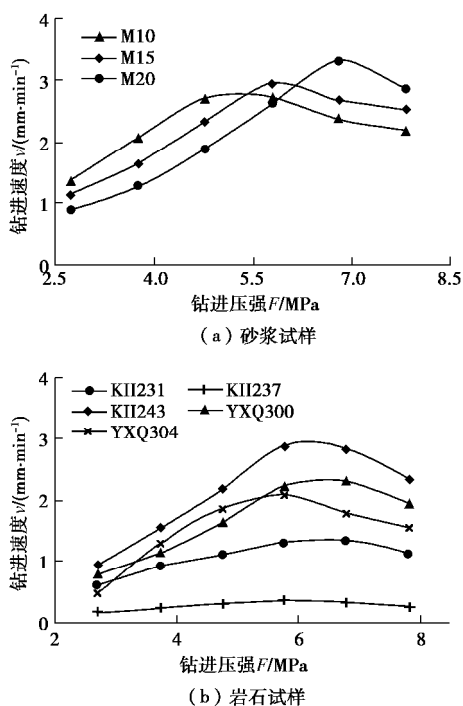 4
3
2
1
0
M10
M15
M20
钻进速度v/(mm·min⁻¹)
2.5 4.0 5.5 7.0 8.5
钻进压强F/MPa
(a) 砂浆试样
4
3
2
1
0
KII231 KII237
KII243 YXQ300
YXQ304
钻进速度v/(mm·min⁻¹)
2 4 6 8
钻进压强F/MPa
(b) 岩石试样